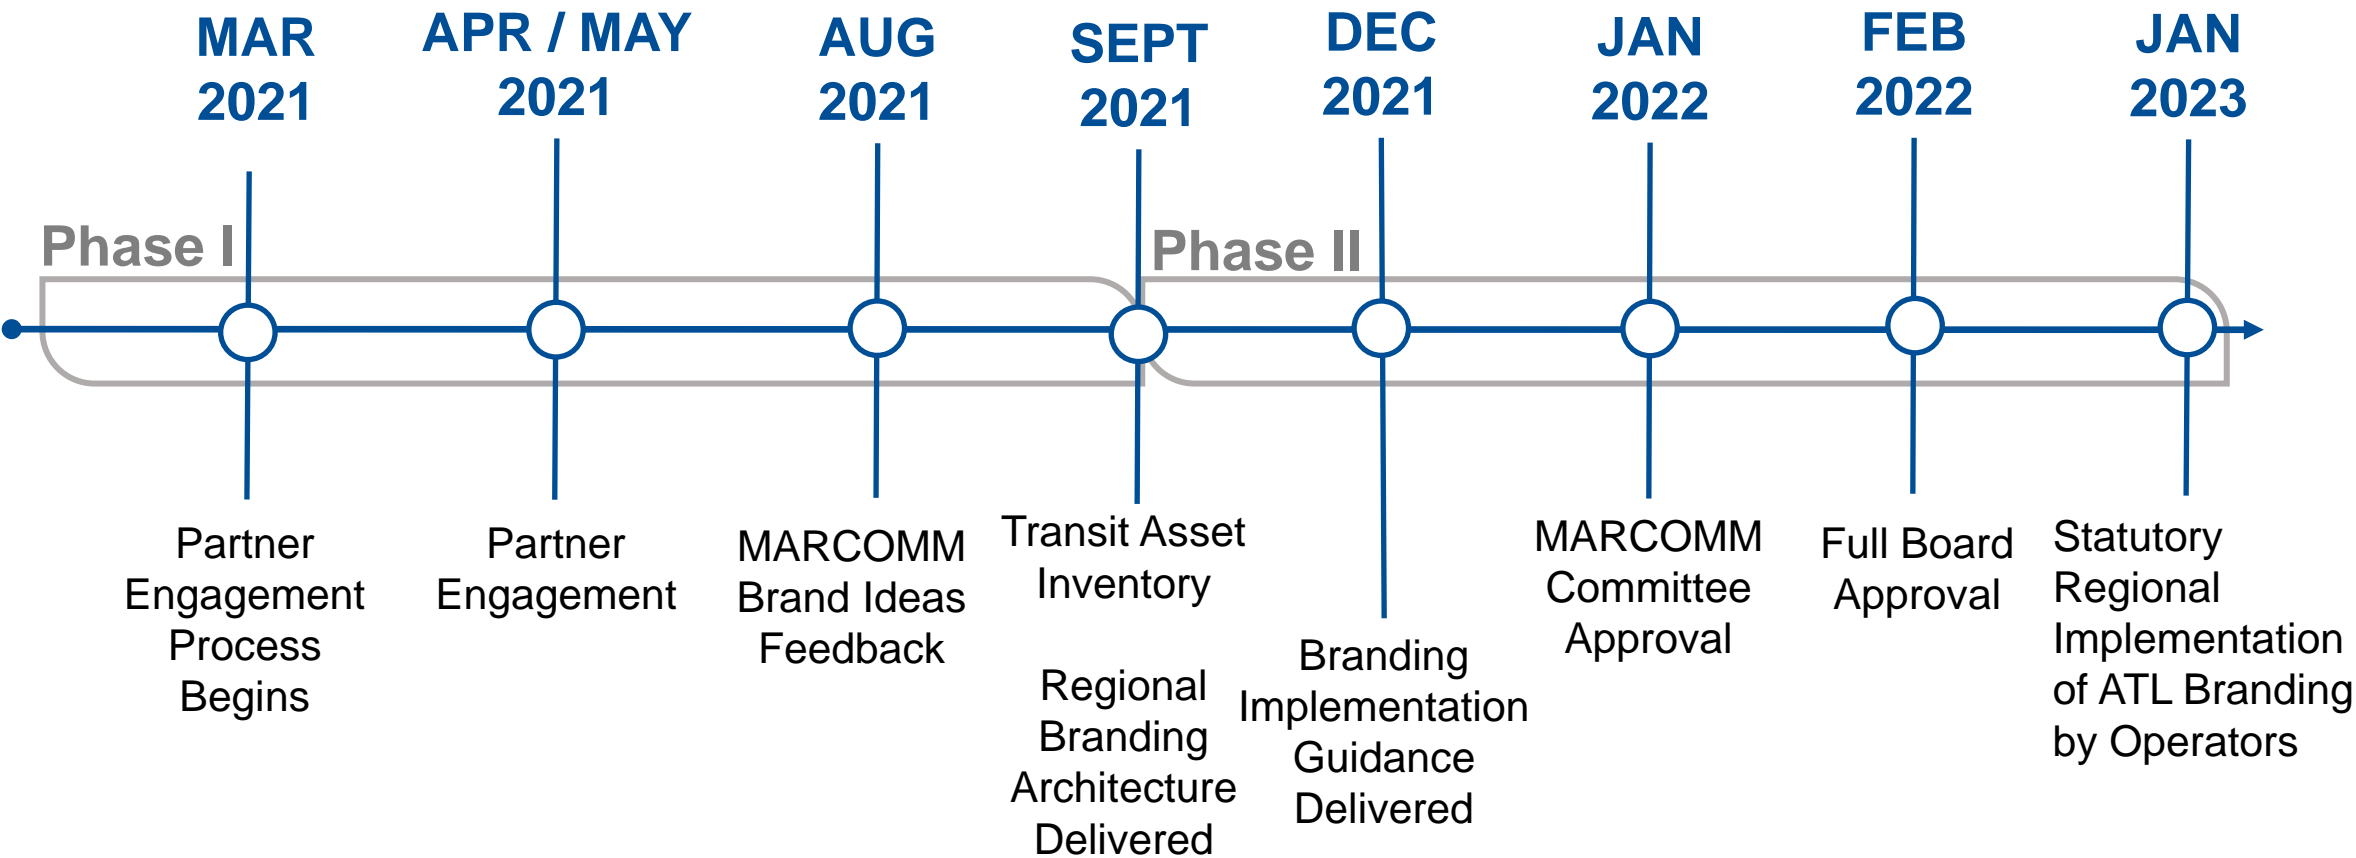 MAR
2021
APR / MAY
2021
AUG
2021
SEPT
2021
DEC
2021
JAN
2022
FEB
2022
JAN
2023
Phase I
Phase II
Partner
Engagement
Process
Begins
Partner
Engagement
MARCOMM
Brand Ideas
Feedback
Transit Asset
Inventory
Regional
Branding
Architecture
Delivered
Branding
Implementation
Guidance
Delivered
MARCOMM
Committee
Approval
Full Board
Approval
Statutory
Regional
Implementation
of ATL Branding
by Operators